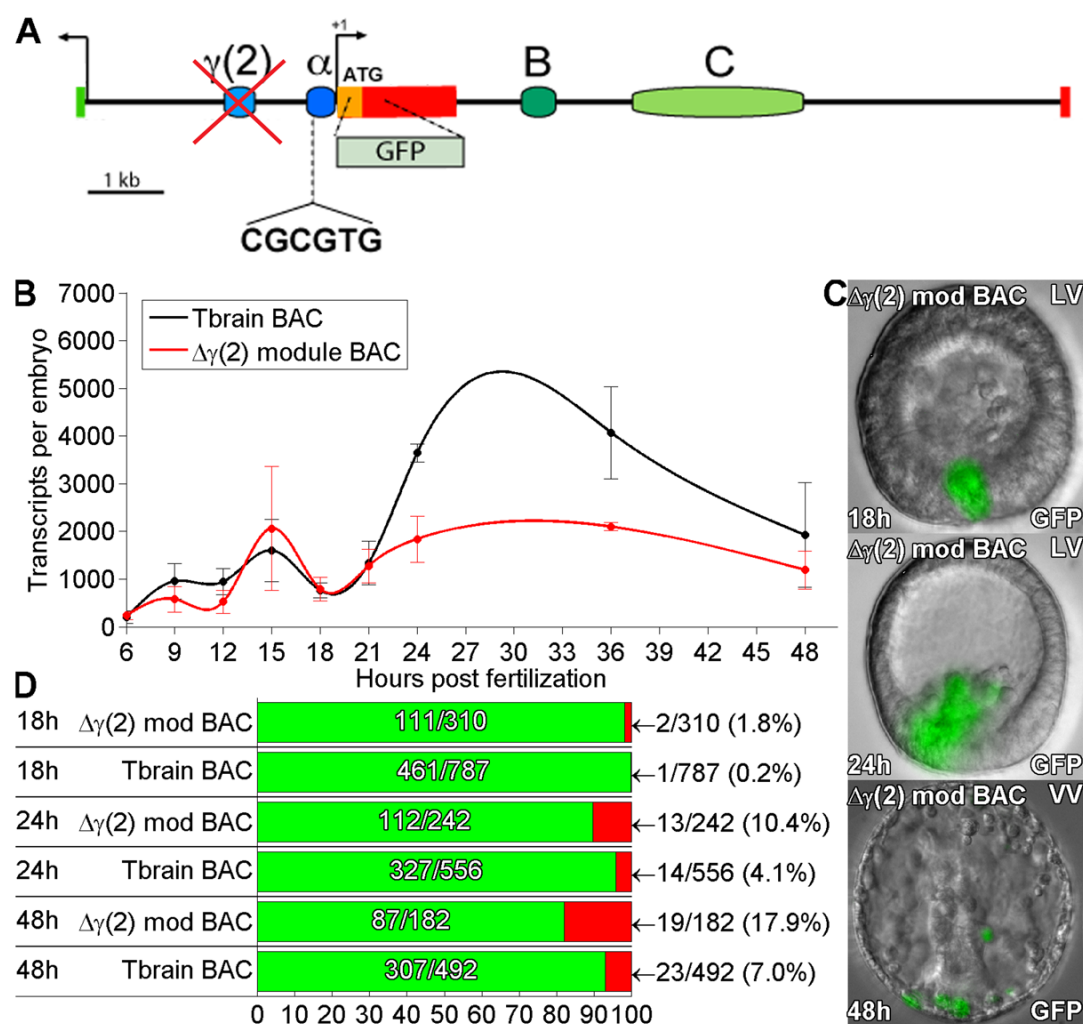 A
γ(2)
α
+1
ATG
B
C
GFP
1 kb
CGCGTG
B
7000
6000
5000
4000
3000
2000
1000
0
Transcripts per embryo
Tbrain BAC
Δγ(2) module BAC
6 9 12 15 18 21 24 27 30 33 36 39 42 45 48
Hours post fertilization
C
Δγ(2) mod BAC LV
18h GFP
Δγ(2) mod BAC LV
24h GFP
Δγ(2) mod BAC VV
48h GFP
D
18h Δγ(2) mod BAC 111/310 ←2/310 (1.8%)
18h Tbrain BAC 461/787 ←1/787 (0.2%)
24h Δγ(2) mod BAC 112/242 ←13/242 (10.4%)
24h Tbrain BAC 327/556 ←14/556 (4.1%)
48h Δγ(2) mod BAC 87/182 ←19/182 (17.9%)
48h Tbrain BAC 307/492 ←23/492 (7.0%)
0 10 20 30 40 50 60 70 80 90 100